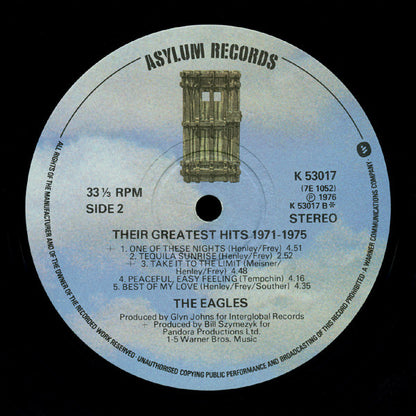 ASYLUM RECORDS
K 53017
(7E 1052)
33⅓ RPM
℗ 1976
SIDE 2
K 53017 B
STEREO
THEIR GREATEST HITS 1971-1975
+ 1. ONE OF THESE NIGHTS (Henley/Frey) 4.51
2. TEQUILA SUNRISE (Henley/Frey) 2.52
+ 3. TAKE IT TO THE LIMIT (Meisner/
Henley/Frey) 4.48
4. PEACEFUL EASY FEELING (Tempchin) 4.16
5. BEST OF MY LOVE (Henley/Frey/Souther) 4.35
THE EAGLES
Produced by Glyn Johns for Interglobal Records
+ Produced by Bill Szymezyk for
Pandora Productions Ltd.
1-5 Warner Bros. Music
ALL RIGHTS OF THE MANUFACTURER AND OF THE OWNER OF THE RECORDED WORK RESERVED · UNAUTHORISED COPYING PUBLIC PERFORMANCE AND BROADCASTING OF THIS RECORD PROHIBITED · A WARNER COMMUNICATIONS COMPANY